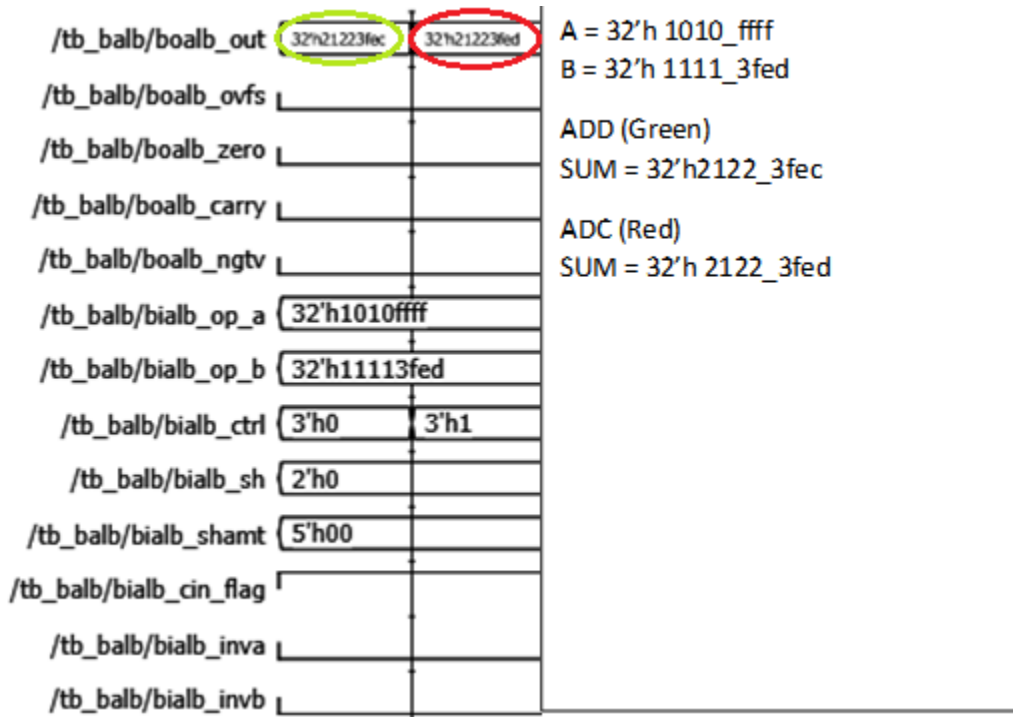 /tb_balb/boalb_out 32'h21223fec 32'h21223fed
/tb_balb/boalb_ovfs
/tb_balb/boalb_zero
/tb_balb/boalb_carry
/tb_balb/boalb_ngtv
/tb_balb/bialb_op_a 32'h1010ffff
/tb_balb/bialb_op_b 32'h11113fed
/tb_balb/bialb_ctrl 3'h0 3'h1
/tb_balb/bialb_sh 2'h0
/tb_balb/bialb_shamt 5'h00
/tb_balb/bialb_cin_flag
/tb_balb/bialb_inva
/tb_balb/bialb_invb
A = 32’h 1010_ffff
B = 32’h 1111_3fed
ADD (Green)
SUM = 32’h2122_3fec
ADC (Red)
SUM = 32’h 2122_3fed